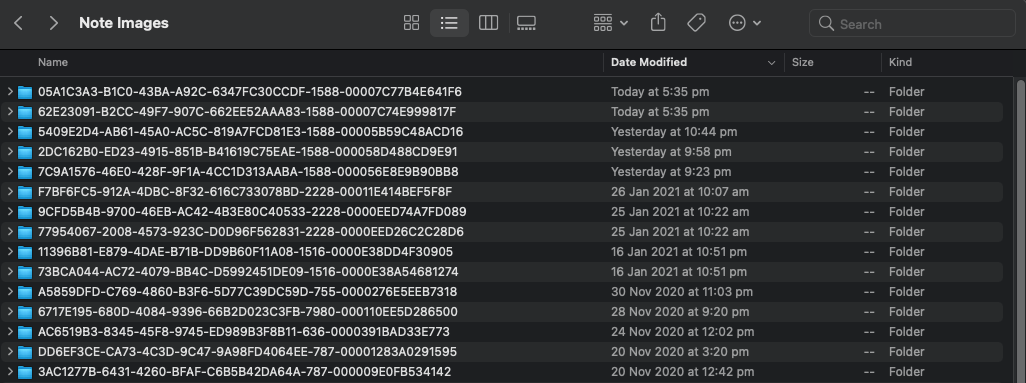 Note Images
Search
Name Date Modified Size Kind
05A1C3A3-B1C0-43BA-A92C-6347FC30CCDF-1588-00007C77B4E641F6 Today at 5:35 pm -- Folder
62E23091-B2CC-49F7-907C-662EE52AAA83-1588-00007C74E999817F Today at 5:35 pm -- Folder
5409E2D4-AB61-45A0-AC5C-819A7FCD81E3-1588-00005B59C48ACD16 Yesterday at 10:44 pm -- Folder
2DC162B0-ED23-4915-851B-B41619C75EAE-1588-000058D488CD9E91 Yesterday at 9:58 pm -- Folder
7C9A1576-46E0-428F-9F1A-4CC1D313AABA-1588-000056E8E9B90BB8 Yesterday at 9:23 pm -- Folder
F7BF6FC5-912A-4DBC-8F32-616C733078BD-2228-00011E414BEF5F8F 26 Jan 2021 at 10:07 am -- Folder
9CFD5B4B-9700-46EB-AC42-4B3E80C40533-2228-0000EED74A7FD089 25 Jan 2021 at 10:22 am -- Folder
77954067-2008-4573-923C-D0D96F562831-2228-0000EED26C2C28D6 25 Jan 2021 at 10:22 am -- Folder
11396B81-E879-4DAE-B71B-DD9B60F11A08-1516-0000E38DD4F30905 16 Jan 2021 at 10:51 pm -- Folder
73BCA044-AC72-4079-BB4C-D5992451DE09-1516-0000E38A54681274 16 Jan 2021 at 10:51 pm -- Folder
A5859DFD-C769-4860-B3F6-5D77C39DC59D-755-0000276E5EEB7318 30 Nov 2020 at 11:03 pm -- Folder
6717E195-680D-4084-9396-66B2D023C3FB-7980-000110EE5D286500 28 Nov 2020 at 9:20 pm -- Folder
AC6519B3-8345-45F8-9745-ED989B3F8B11-636-0000391BAD33E773 24 Nov 2020 at 12:02 pm -- Folder
DD6EF3CE-CA73-4C3D-9C47-9A98FD4064EE-787-00001283A0291595 20 Nov 2020 at 3:20 pm -- Folder
3AC1277B-6431-4260-BFAF-C6B5B42DA64A-787-000009E0FB534142 20 Nov 2020 at 12:42 pm -- Folder